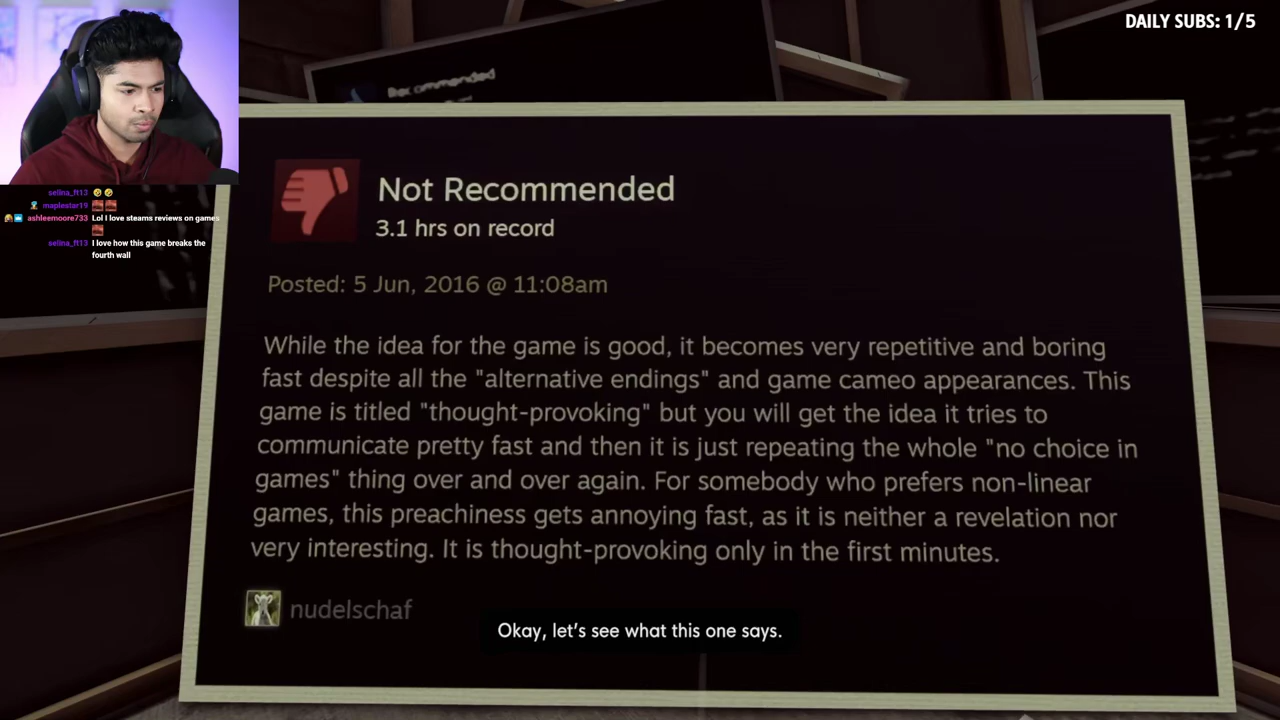 DAILY SUBS: 1/5
selina_ft13
maplestar19
ashleemoore733 Lol I love steams reviews on games
selina_ft13 I love how this game breaks the
fourth wall
Not Recommended
3.1 hrs on record
Posted: 5 Jun, 2016 @ 11:08am
While the idea for the game is good, it becomes very repetitive and boring
fast despite all the "alternative endings" and game cameo appearances. This
game is titled "thought-provoking" but you will get the idea it tries to
communicate pretty fast and then it is just repeating the whole "no choice in
games" thing over and over again. For somebody who prefers non-linear
games, this preachiness gets annoying fast, as it is neither a revelation nor
very interesting. It is thought-provoking only in the first minutes.
nudelschaf
Okay, let's see what this one says.